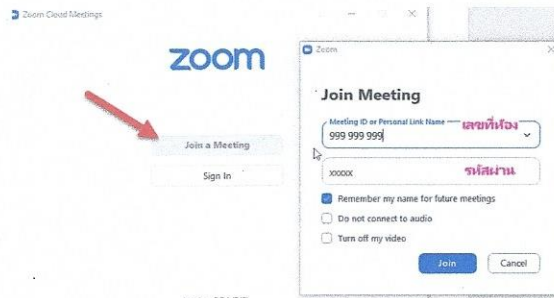 Zoom Cloud Meetings
zoom
Join a Meeting
Sign In
Zoom
Join Meeting
Meeting ID or Personal Link Name
เลขที่ห้อง
999 999 999
xxxxx
รหัสผ่าน
Remember my name for future meetings
Do not connect to audio
Turn off my video
Join
Cancel